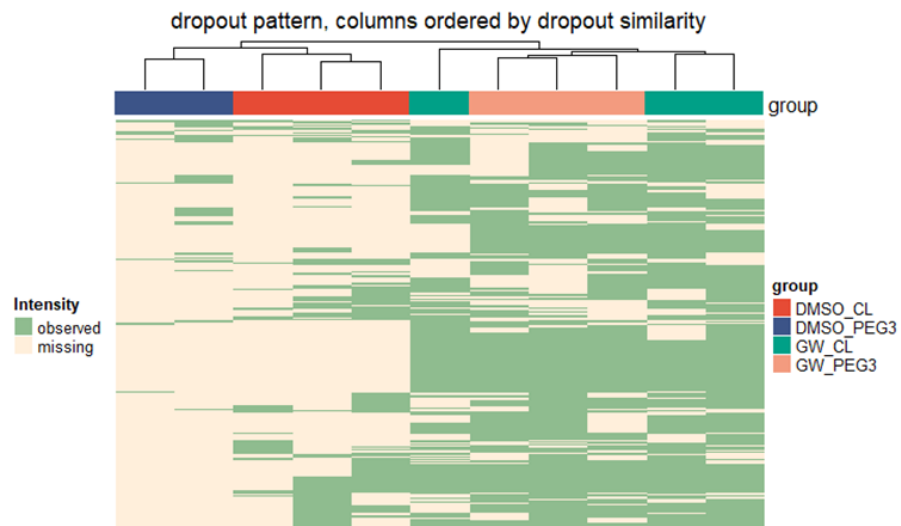 dropout pattern, columns ordered by dropout similarity
group
Intensity
observed
missing
group
DMSO_CL
DMSO_PEG3
GW_CL
GW_PEG3